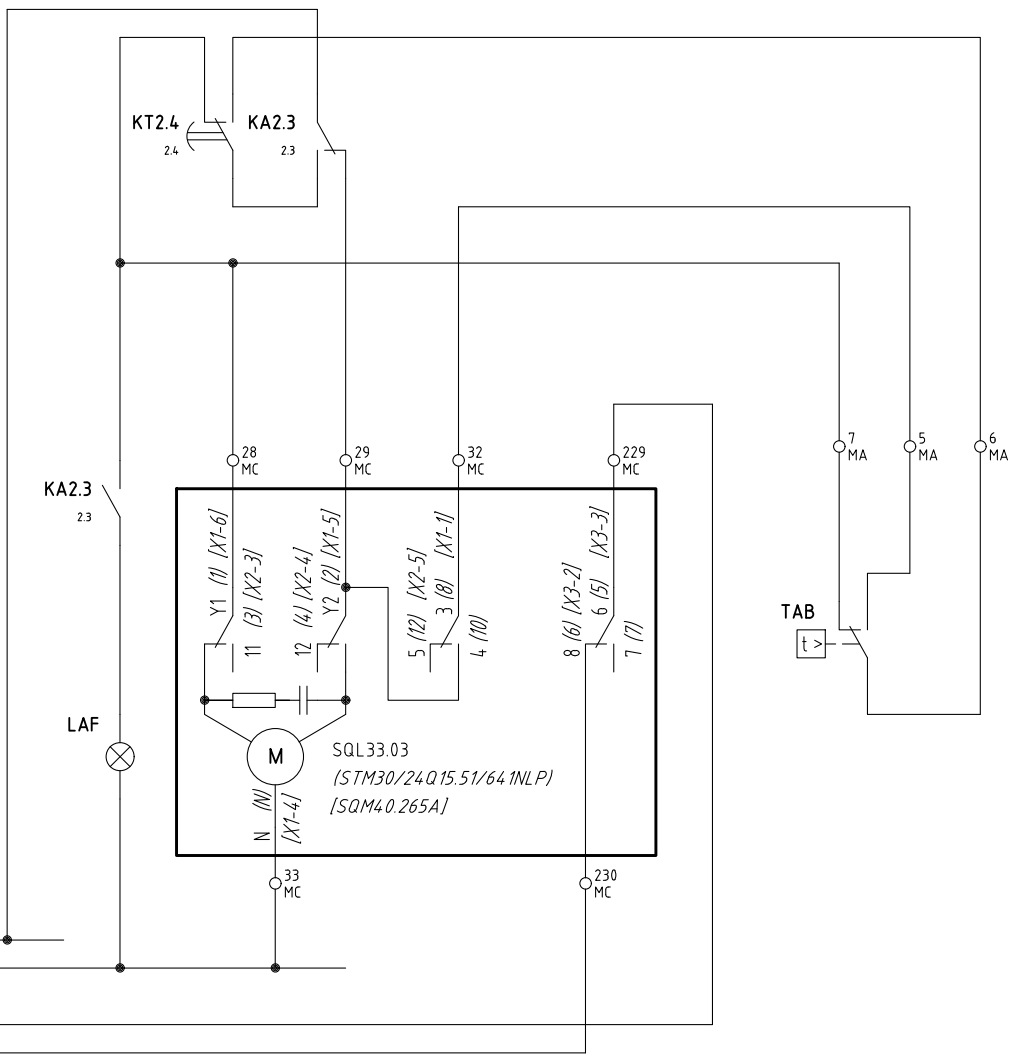 KT2.4
2.4
KA2.3
2.3
28
MC
29
MC
32
MC
229
MC
7
MA
5
MA
6
MA
KA2.3
2.3
Y1 (1) [X1-6]
11 (3) [X2-3]
12 (4) [X2-4]
Y2 (2) [X1-5]
5 (12) [X2-5]
3 (8) [X1-1]
4 (10)
8 (6) [X3-2]
6 (5) [X3-3]
7 (7)
TAB
t >
LAF
M
SQL33.03
(STM30/24Q15.51/641NLP)
[SQM40.265A]
N (N)
[X1-4]
33
MC
230
MC